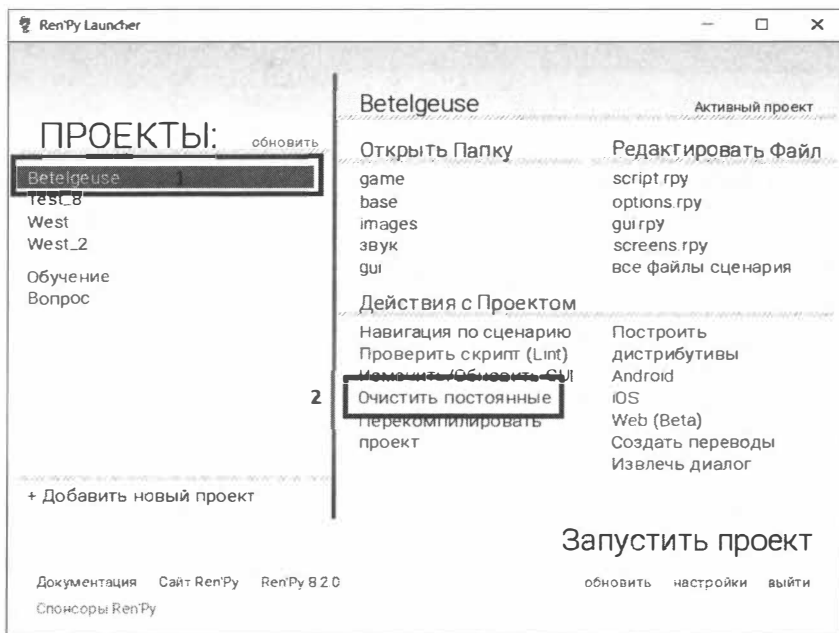 Ren'Py Launcher
ПРОЕКТЫ:
обновить
Betelgeuse 1
Test_8
West
West_2
Обучение
Вопрос
+ Добавить новый проект
Betelgeuse
Активный проект
Открыть Папку
game
base
images
звук
gui
Редактировать Файл
script.rpy
options.rpy
gui.rpy
screens.rpy
все файлы сценария
Действия с Проектом
Навигация по сценарию
Проверить скрипт (Lint)
Изменить/Обновить GUI
2 Очистить постоянные
Перекомпилировать
проект
Построить
дистрибутивы
Android
iOS
Web (Beta)
Создать переводы
Извлечь диалог
Запустить проект
Документация Сайт Ren'Py Ren'Py 8.2.0
Спонсоры Ren'Py
обновить настройки выйти